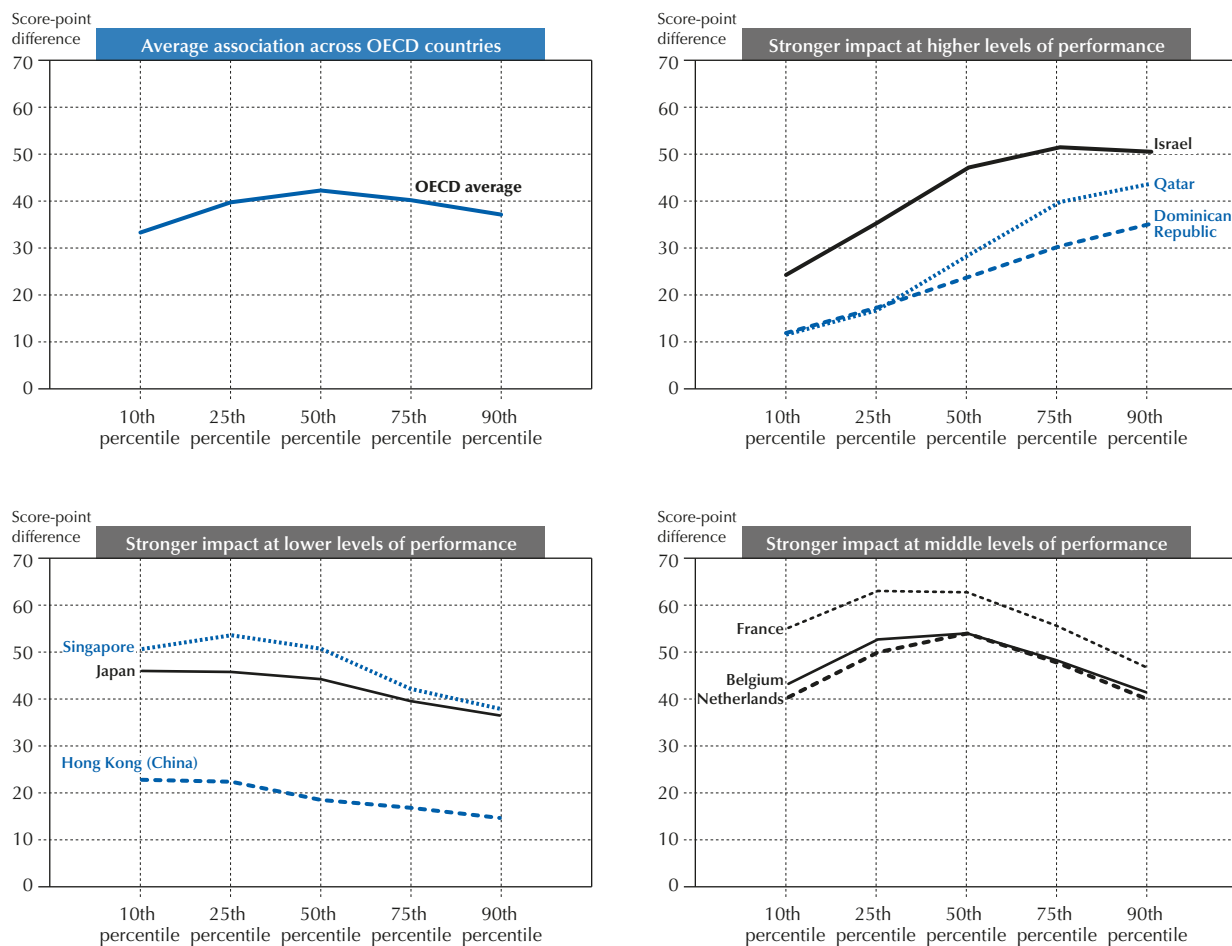 Score-point
difference
Average association across OECD countries
70
60
50
40
30
20
10
0
OECD average
10th
percentile
25th
percentile
50th
percentile
75th
percentile
90th
percentile
Score-point
difference
Stronger impact at higher levels of performance
70
60
50
40
30
20
10
0
Israel
Qatar
Dominican
Republic
10th
percentile
25th
percentile
50th
percentile
75th
percentile
90th
percentile
Score-point
difference
Stronger impact at lower levels of performance
70
60
50
40
30
20
10
0
Singapore
Japan
Hong Kong (China)
10th
percentile
25th
percentile
50th
percentile
75th
percentile
90th
percentile
Score-point
difference
Stronger impact at middle levels of performance
70
60
50
40
30
20
10
0
France
Belgium
Netherlands
10th
percentile
25th
percentile
50th
percentile
75th
percentile
90th
percentile